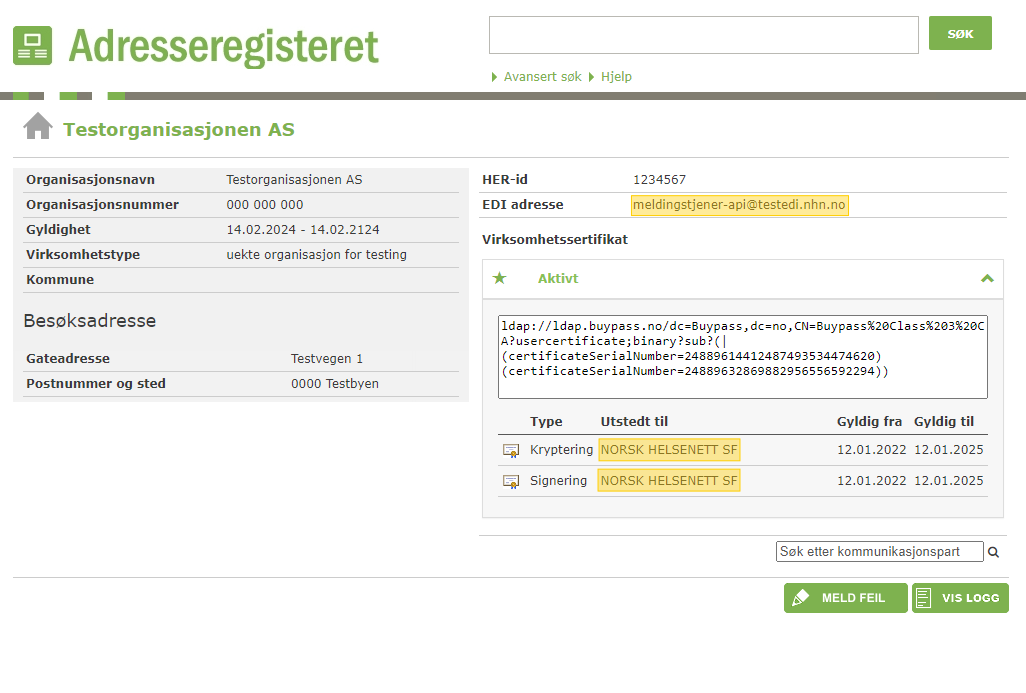 Adresseregisteret
SØK
Avansert søk Hjelp
Testorganisasjonen AS
Organisasjonsnavn Testorganisasjonen AS
Organisasjonsnummer 000 000 000
Gyldighet 14.02.2024 - 14.02.2124
Virksomhetstype uekte organisasjon for testing
Kommune
Besøksadresse
Gateadresse Testvegen 1
Postnummer og sted 0000 Testbyen
HER-id 1234567
EDI adresse meldingstjener-api@testedi.nhn.no
Virksomhetssertifikat
Aktivt
ldap://ldap.buypass.no/dc=Buypass,dc=no,CN=Buypass%20Class%203%20C
A?usercertificate;binary?sub?(|
(certificateSerialNumber=248896144124874935344​74620)
(certificateSerialNumber=24889632869882956556592294))
Type Utstedt til Gyldig fra Gyldig til
Kryptering NORSK HELSENETT SF 12.01.2022 12.01.2025
Signering NORSK HELSENETT SF 12.01.2022 12.01.2025
Søk etter kommunikasjonspart
MELD FEIL VIS LOGG